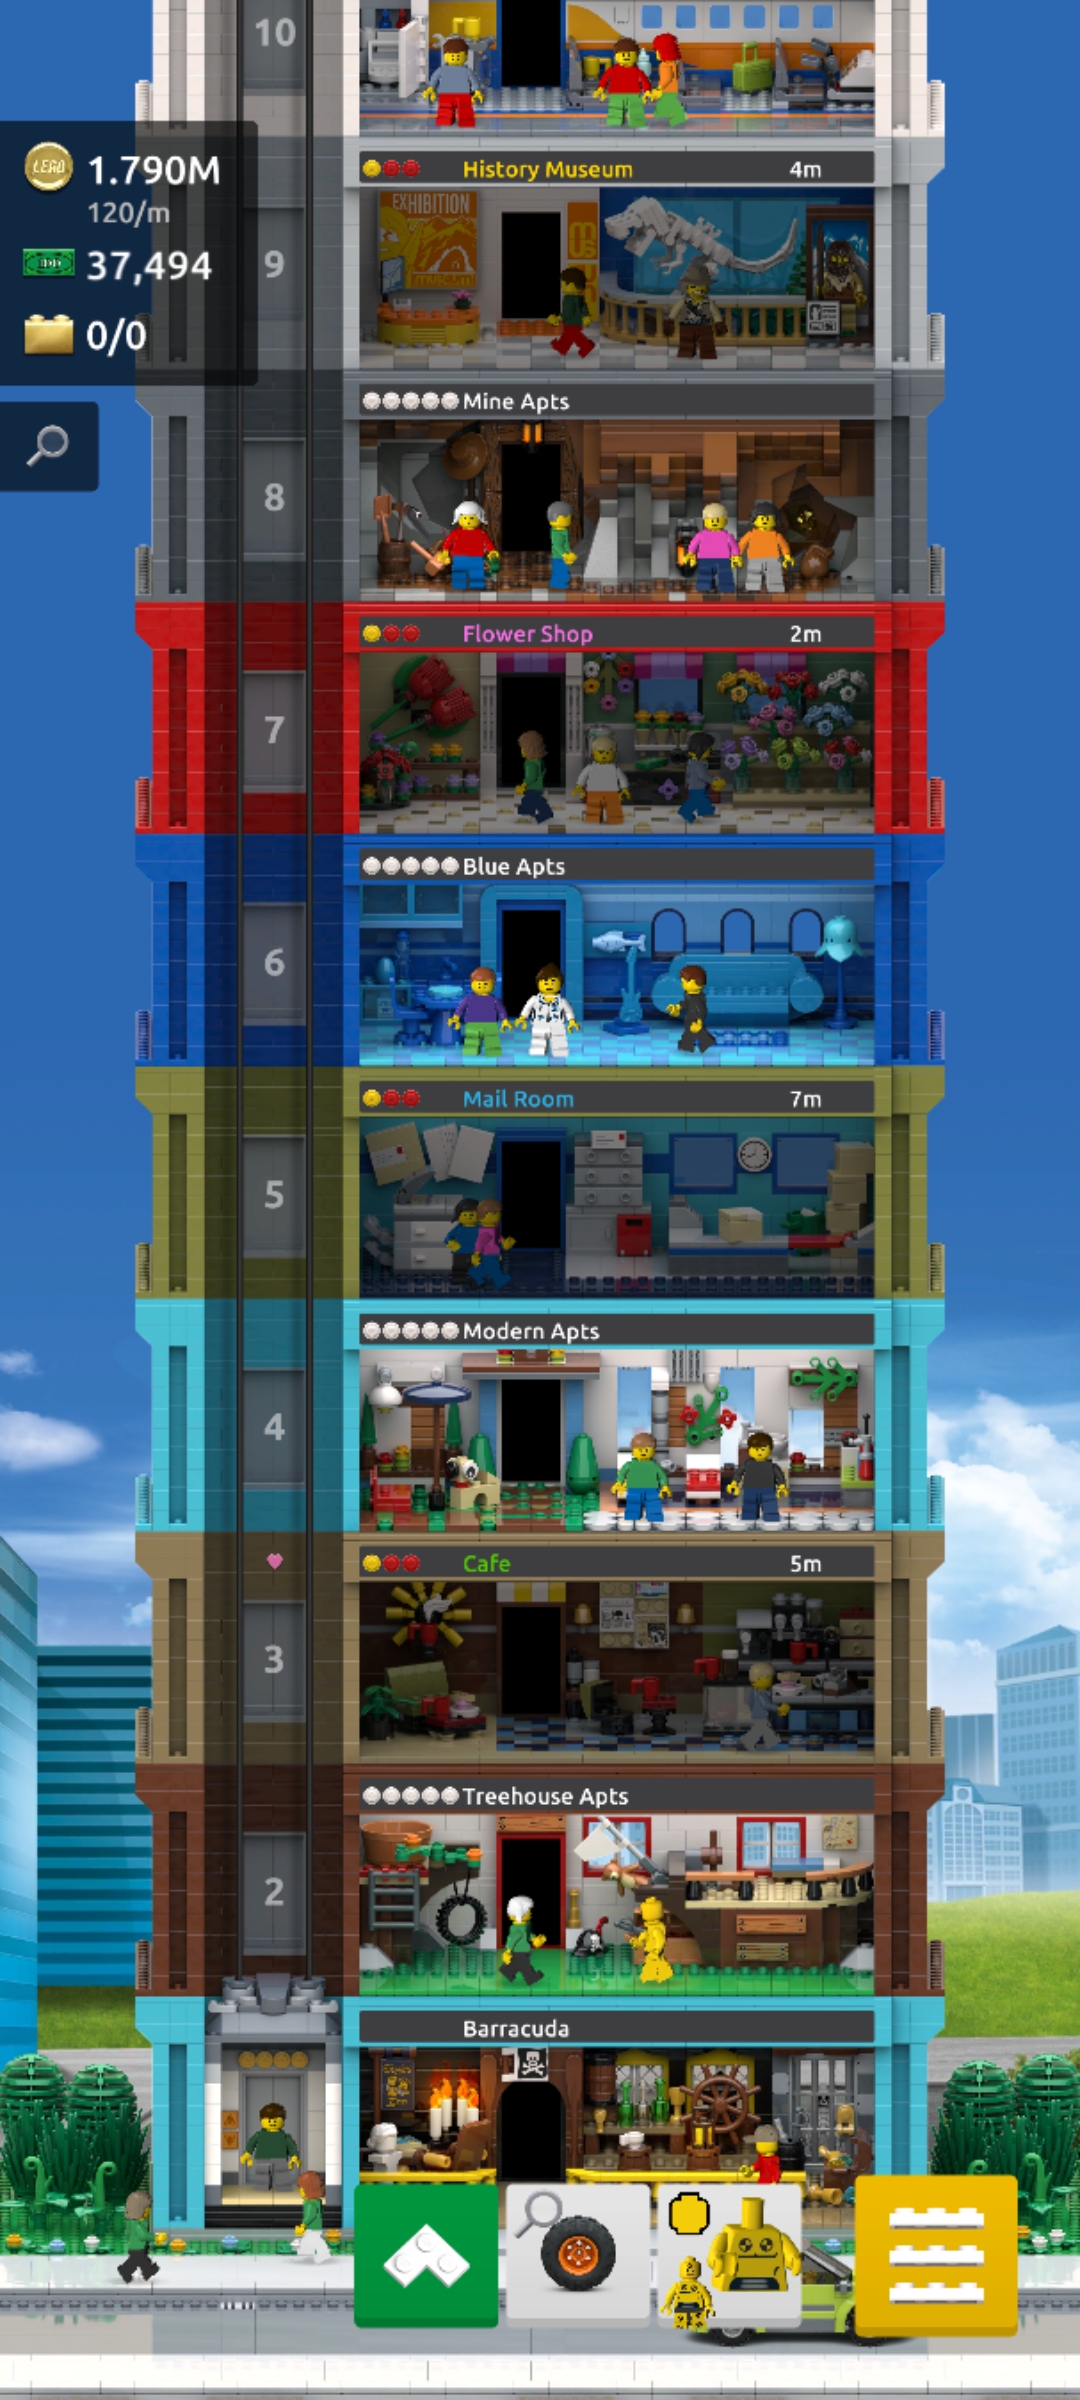 10
LEGO
1.790M
120/m
37,494
0/0
History Museum 4m
EXHIBITION
MUSEUM
9
Mine Apts
8
Flower Shop 2m
7
Blue Apts
6
Mail Room 7m
5
Modern Apts
4
Cafe 5m
3
Treehouse Apts
2
Barracuda